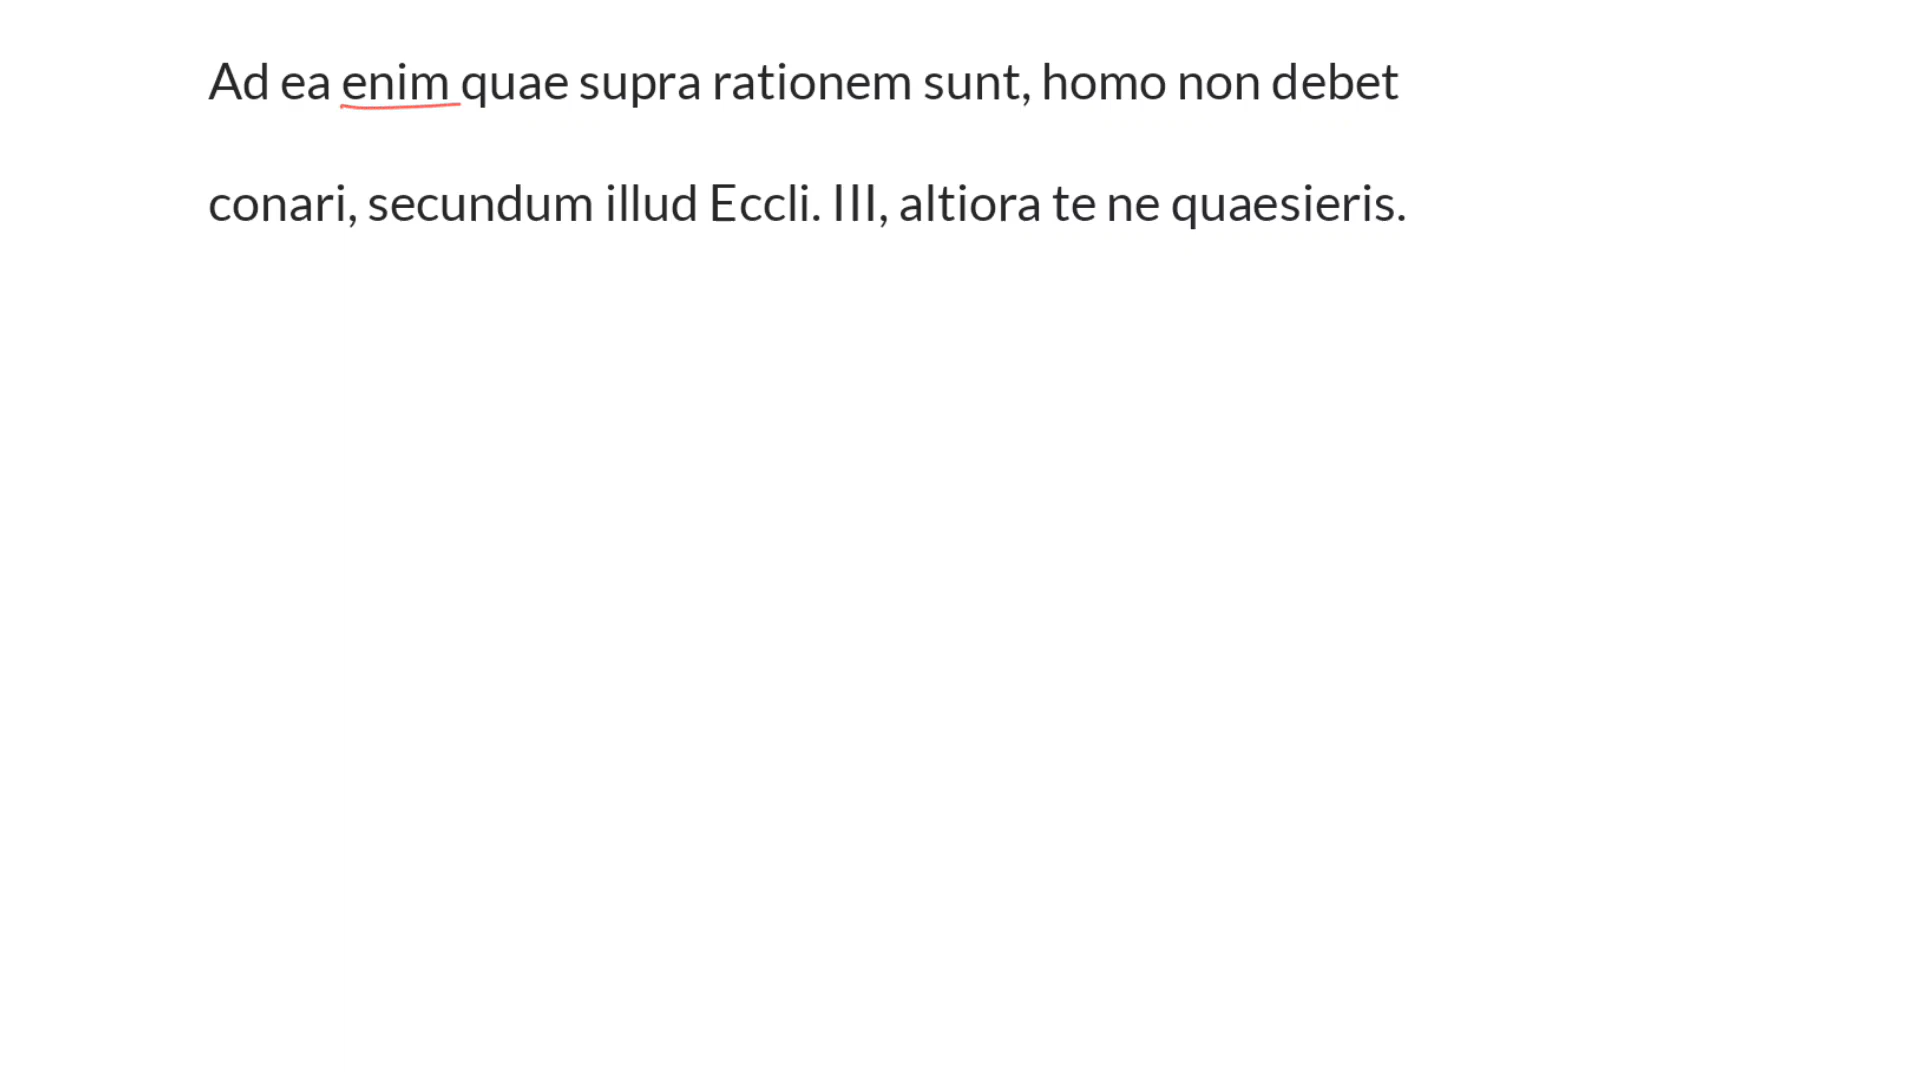 Ad ea enim quae supra rationem sunt, homo non debet
conari, secundum illud Eccli. III, altiora te ne quaesieris.